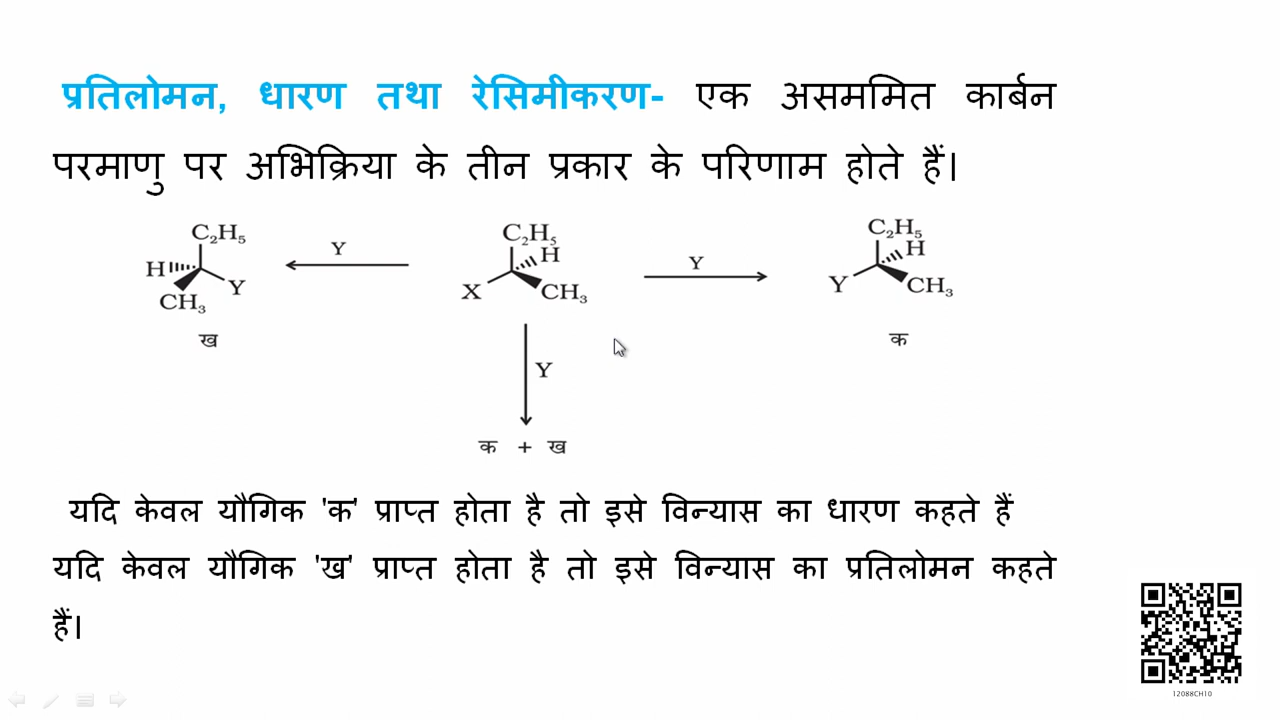 प्रतिलोमन, धारण तथा रेसिमीकरण- एक असममित कार्बन
परमाणु पर अभिक्रिया के तीन प्रकार के परिणाम होते हैं।
C₂H₅ C₂H₅ C₂H₅
H Y H Y H
Y X CH₃ Y CH₃
CH₃
ख क
Y
क + ख
यदि केवल यौगिक 'क' प्राप्त होता है तो इसे विन्यास का धारण कहते हैं
यदि केवल यौगिक 'ख' प्राप्त होता है तो इसे विन्यास का प्रतिलोमन कहते
हैं।
12088CH10